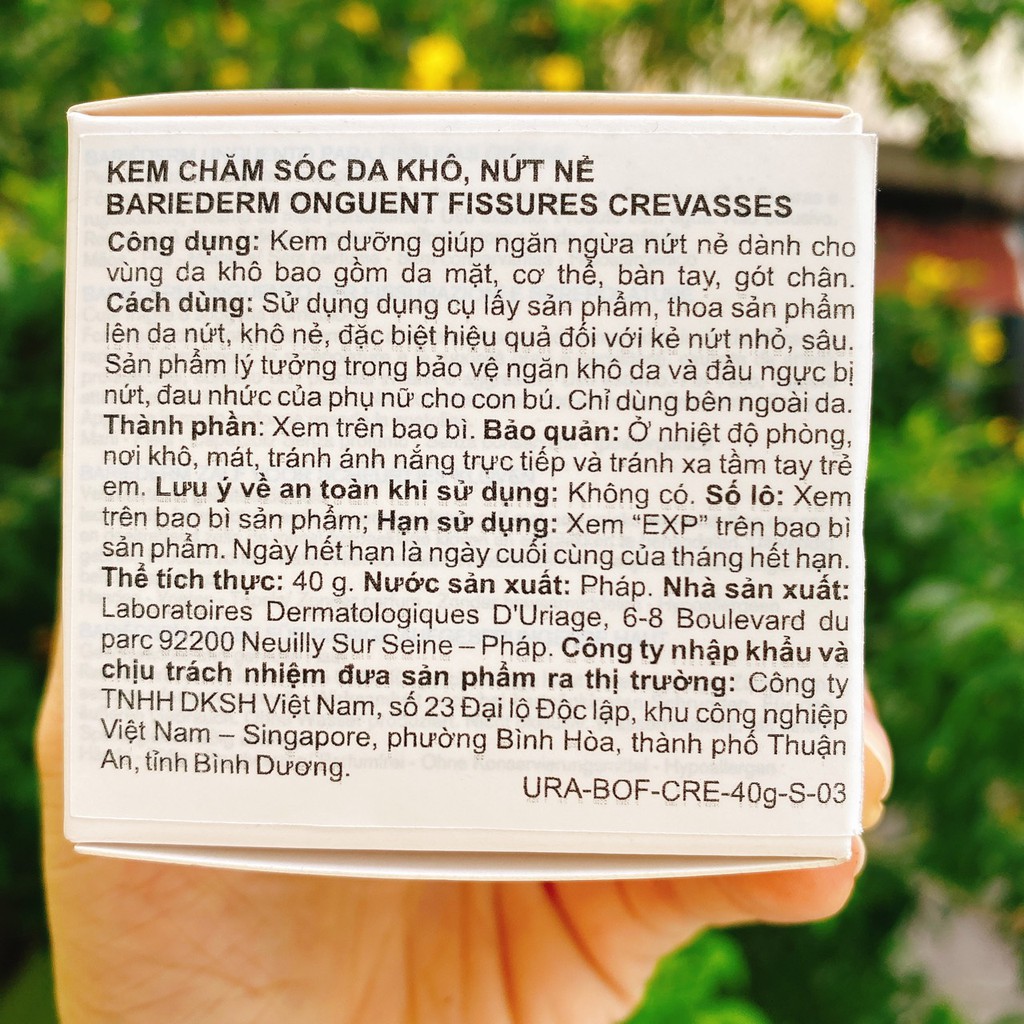 KEM CHĂM SÓC DA KHÔ, NỨT NẺ
BARIEDERM ONGUENT FISSURES CREVASSES
Công dụng: Kem dưỡng giúp ngăn ngừa nứt nẻ dành cho
vùng da khô bao gồm da mặt, cơ thể, bàn tay, gót chân.
Cách dùng: Sử dụng dụng cụ lấy sản phẩm, thoa sản phẩm
lên da nứt, khô nẻ, đặc biệt hiệu quả đối với kẻ nứt nhỏ, sâu.
Sản phẩm lý tưởng trong bảo vệ ngăn khô da và đầu ngực bị
nứt, đau nhức của phụ nữ cho con bú. Chỉ dùng bên ngoài da.
Thành phần: Xem trên bao bì. Bảo quản: Ở nhiệt độ phòng,
nơi khô, mát, tránh ánh nắng trực tiếp và tránh xa tầm tay trẻ
em. Lưu ý về an toàn khi sử dụng: Không có. Số lô: Xem
trên bao bì sản phẩm; Hạn sử dụng: Xem “EXP” trên bao bì
sản phẩm. Ngày hết hạn là ngày cuối cùng của tháng hết hạn.
Thể tích thực: 40 g. Nước sản xuất: Pháp. Nhà sản xuất:
Laboratoires Dermatologiques D'Uriage, 6-8 Boulevard du
parc 92200 Neuilly Sur Seine – Pháp. Công ty nhập khẩu và
chịu trách nhiệm đưa sản phẩm ra thị trường: Công ty
TNHH DKSH Việt Nam, số 23 Đại lộ Độc lập, khu công nghiệp
Việt Nam – Singapore, phường Bình Hòa, thành phố Thuận
An, tỉnh Bình Dương.
URA-BOF-CRE-40g-S-03